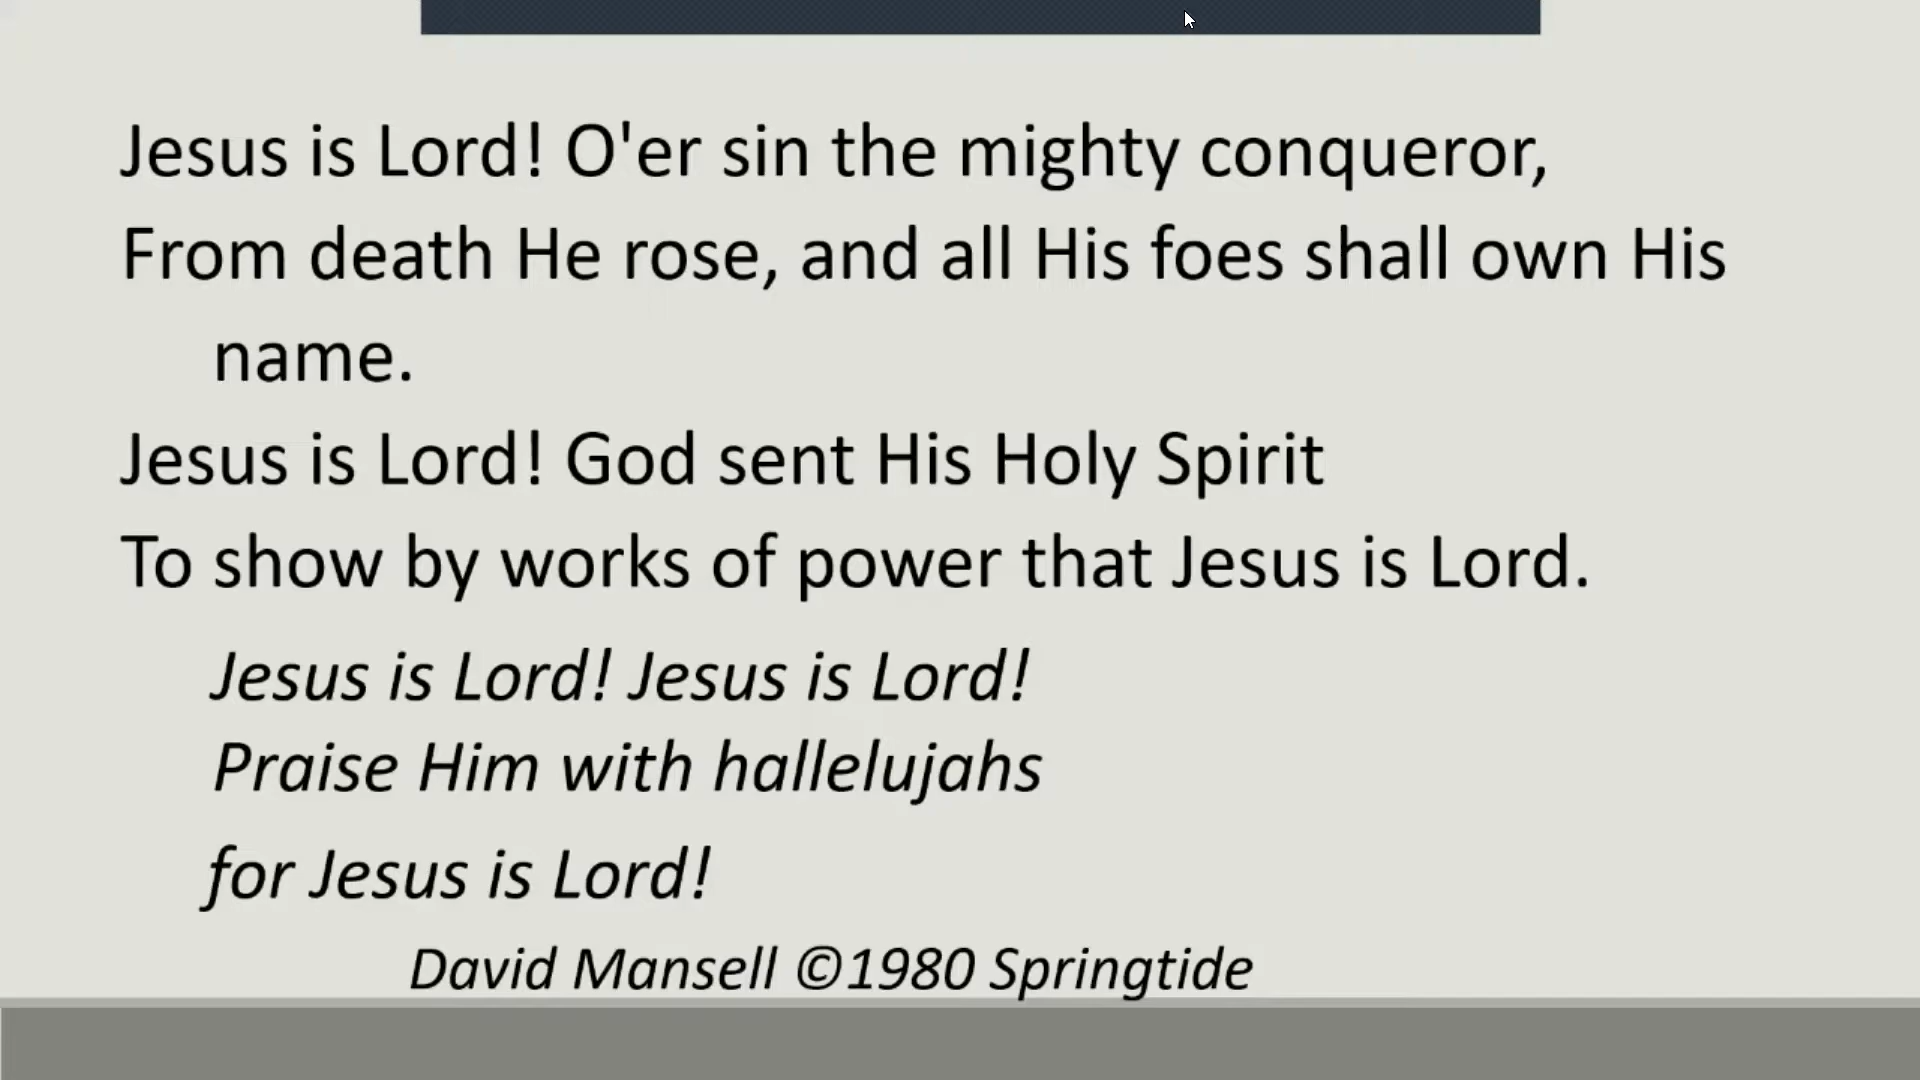 Jesus is Lord! O'er sin the mighty conqueror,
From death He rose, and all His foes shall own His
name.
Jesus is Lord! God sent His Holy Spirit
To show by works of power that Jesus is Lord.
Jesus is Lord! Jesus is Lord!
Praise Him with hallelujahs
for Jesus is Lord!
David Mansell ©1980 Springtide